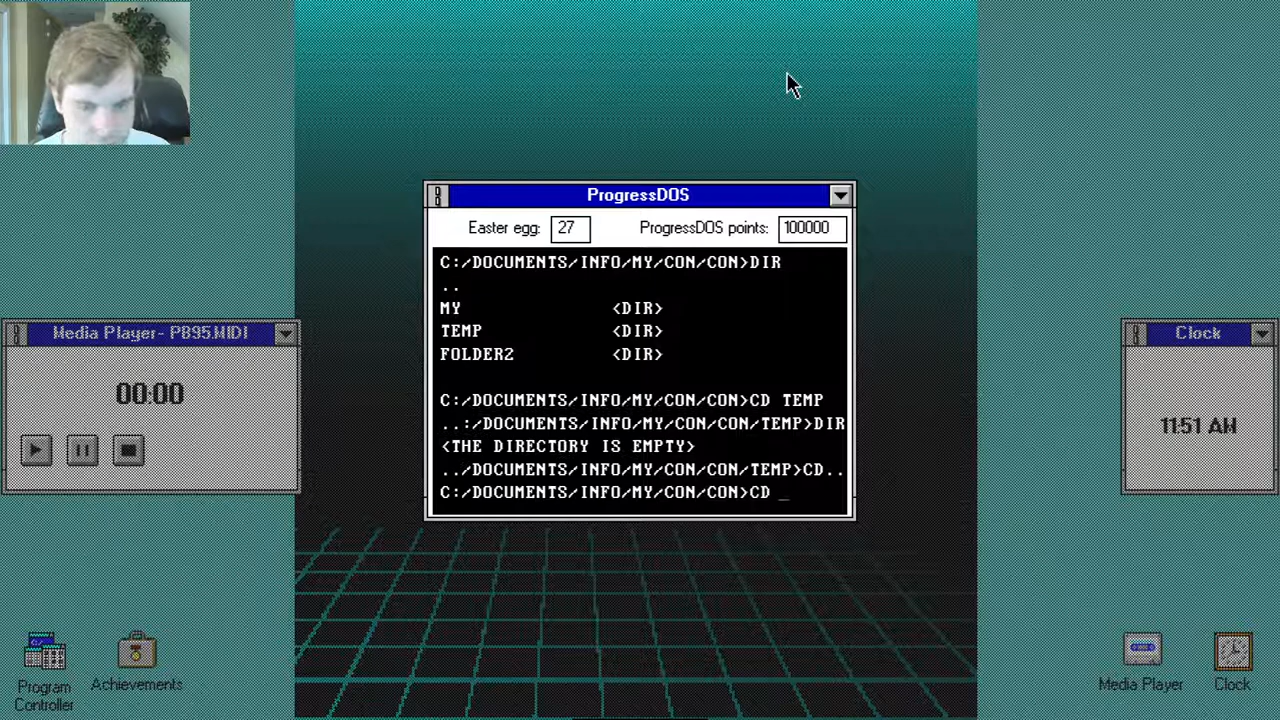 ProgressDOS
Easter egg: 27 ProgressDOS points: 100000
C:/DOCUMENTS/INFO/MY/CON/CON>DIR
..
MY <DIR>
TEMP <DIR>
FOLDER2 <DIR>
C:/DOCUMENTS/INFO/MY/CON/CON>CD TEMP
..:/DOCUMENTS/INFO/MY/CON/CON/TEMP>DIR
<THE DIRECTORY IS EMPTY>
../DOCUMENTS/INFO/MY/CON/CON/TEMP>CD..
C:/DOCUMENTS/INFO/MY/CON/CON>CD _
Media Player- PB95.MIDI
00:00
Clock
11:51 AM
Program
Controller
Achievements
Media Player
Clock